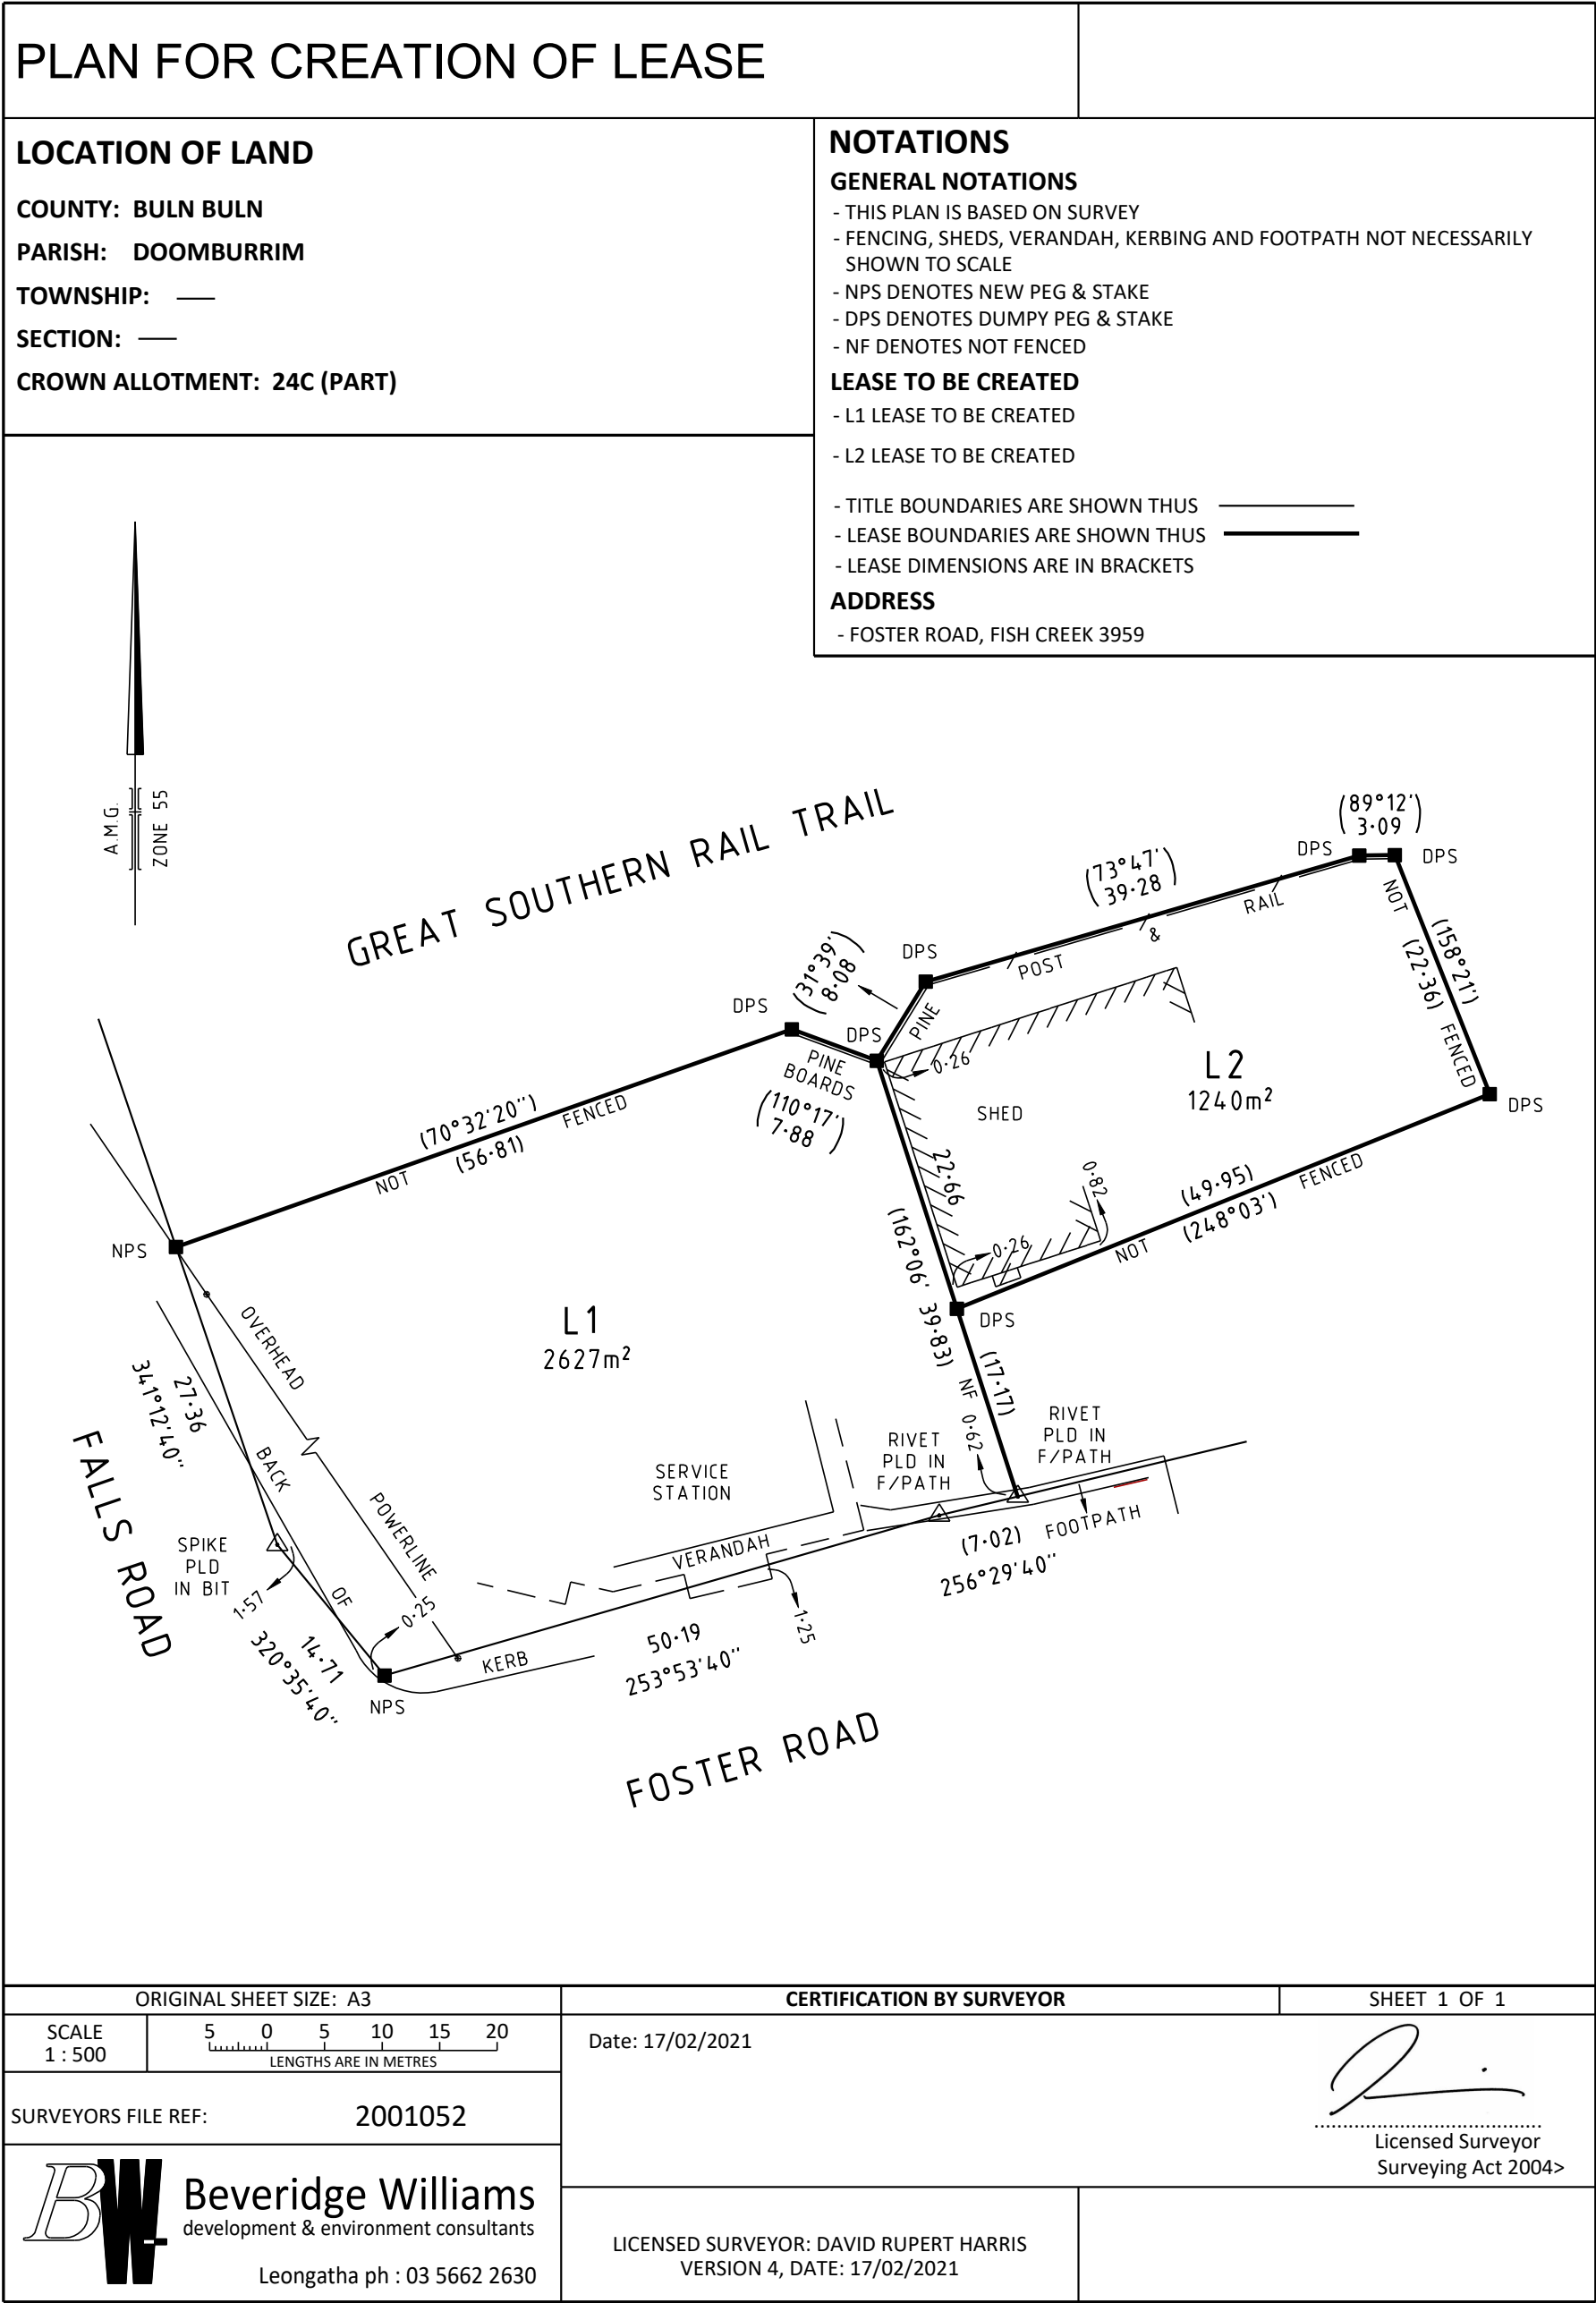 PLAN FOR CREATION OF LEASE
LOCATION OF LAND
COUNTY: BULN BULN
PARISH: DOOMBURRIM
TOWNSHIP: ——
SECTION: ——
CROWN ALLOTMENT: 24C (PART)
NOTATIONS
GENERAL NOTATIONS
- THIS PLAN IS BASED ON SURVEY
- FENCING, SHEDS, VERANDAH, KERBING AND FOOTPATH NOT NECESSARILY
SHOWN TO SCALE
- NPS DENOTES NEW PEG & STAKE
- DPS DENOTES DUMPY PEG & STAKE
- NF DENOTES NOT FENCED
LEASE TO BE CREATED
- L1 LEASE TO BE CREATED
- L2 LEASE TO BE CREATED
- TITLE BOUNDARIES ARE SHOWN THUS
- LEASE BOUNDARIES ARE SHOWN THUS
- LEASE DIMENSIONS ARE IN BRACKETS
ADDRESS
- FOSTER ROAD, FISH CREEK 3959
A.M.G.
ZONE 55
GREAT SOUTHERN RAIL TRAIL
(89°12')
3·09
DPS
DPS
(73°47')
39·28
POST & RAIL
NOT FENCED
(158°21')
(22·36)
DPS
(31°39')
8·08
PINE
DPS
DPS
PINE
BOARDS
(110°17')
7·88
0·26
L2
1240m²
SHED
DPS
(70°32'20")
(56·81)
NOT FENCED
22·66
0·82
(49·95)
(248°03')
NOT FENCED
0·26
NPS
(162°06' 39·83)
DPS
OVERHEAD POWERLINE
L1
2627m²
27·36
341°12'40"
NF
(17·17)
0·62
RIVET
PLD IN
F/PATH
RIVET
PLD IN
F/PATH
FALLS ROAD
BACK OF KERB
SERVICE
STATION
VERANDAH
(7·02)
256°29'40"
FOOTPATH
SPIKE
PLD
IN BIT
1·57
0·25
1·25
14·71
320°35'40"
50·19
253°53'40"
NPS
FOSTER ROAD
ORIGINAL SHEET SIZE: A3
CERTIFICATION BY SURVEYOR
SHEET 1 OF 1
SCALE
1 : 500
5 0 5 10 15 20
LENGTHS ARE IN METRES
Date: 17/02/2021
SURVEYORS FILE REF: 2001052
Licensed Surveyor
Surveying Act 2004>
BW
Beveridge Williams
development & environment consultants
Leongatha ph : 03 5662 2630
LICENSED SURVEYOR: DAVID RUPERT HARRIS
VERSION 4, DATE: 17/02/2021